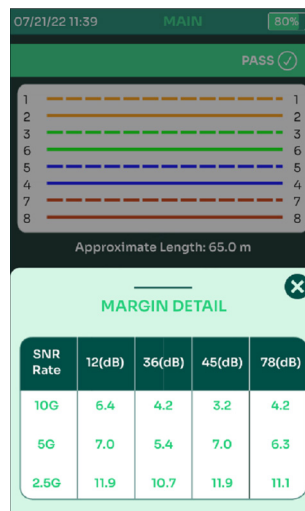 07/21/22 11:39 MAIN 80%
PASS
1 1
2 2
3 3
6 6
5 5
4 4
7 7
8 8
Approximate Length: 65.0 m
MARGIN DETAIL
SNR Rate 12(dB) 36(dB) 45(dB) 78(dB)
10G 6.4 4.2 3.2 4.2
5G 7.0 5.4 7.0 6.3
2.5G 11.9 10.7 11.9 11.1